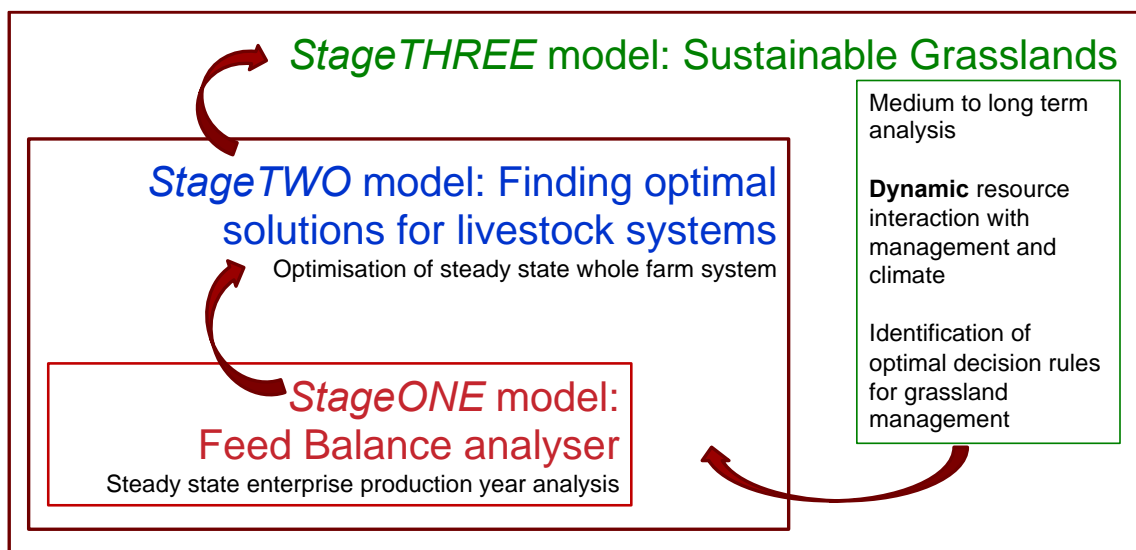 StageTHREE model: Sustainable Grasslands
Medium to long term
analysis
Dynamic resource
interaction with
management and
climate
Identification of
optimal decision rules
for grassland
management
StageTWO model: Finding optimal
solutions for livestock systems
Optimisation of steady state whole farm system
StageONE model:
Feed Balance analyser
Steady state enterprise production year analysis